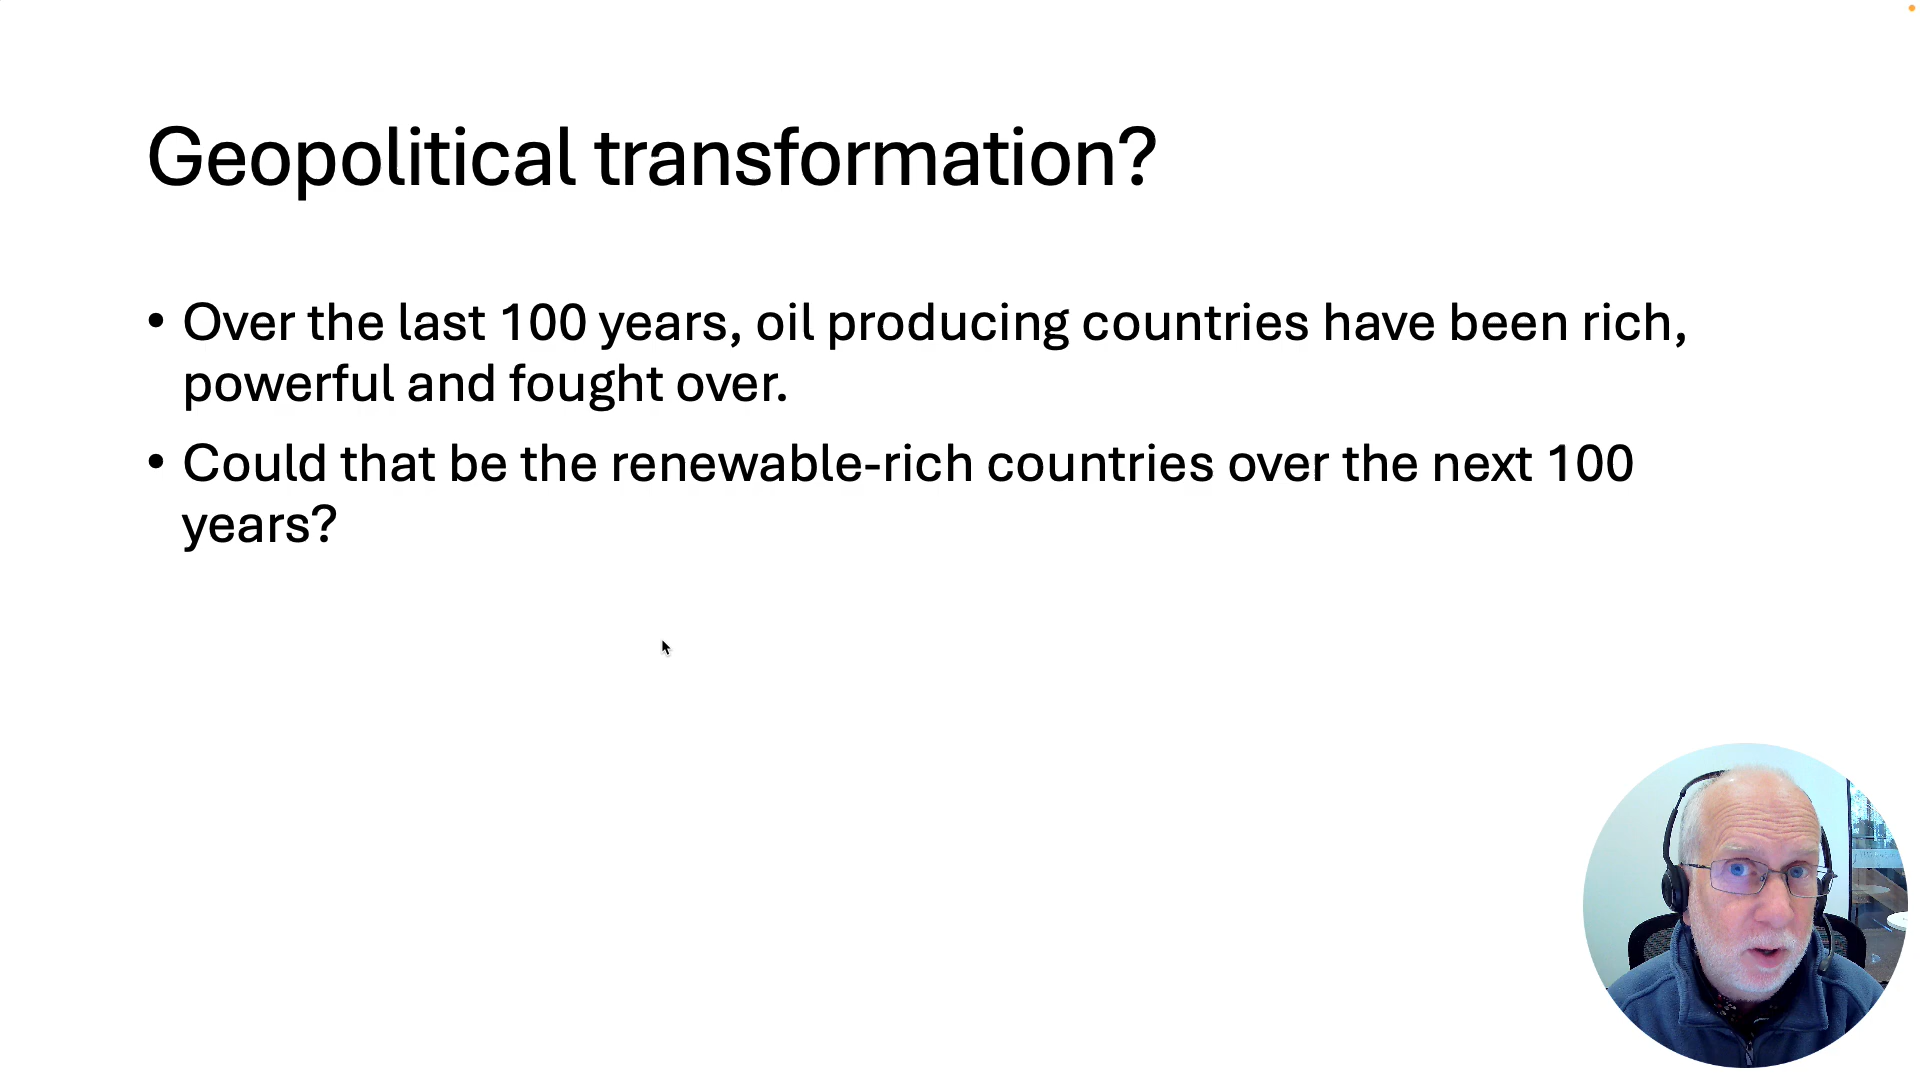 Geopolitical transformation?
• Over the last 100 years, oil producing countries have been rich,
powerful and fought over.
• Could that be the renewable-rich countries over the next 100
years?